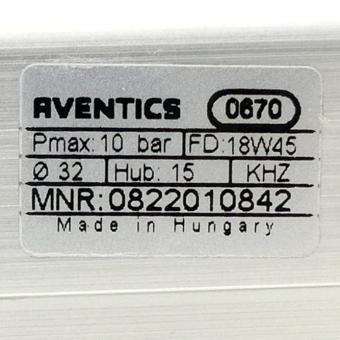 AVENTICS 0670
Pmax: 10 bar FD: 18W45
Ø 32 Hub: 15 KHZ
MNR: 0822010842
Made in Hungary